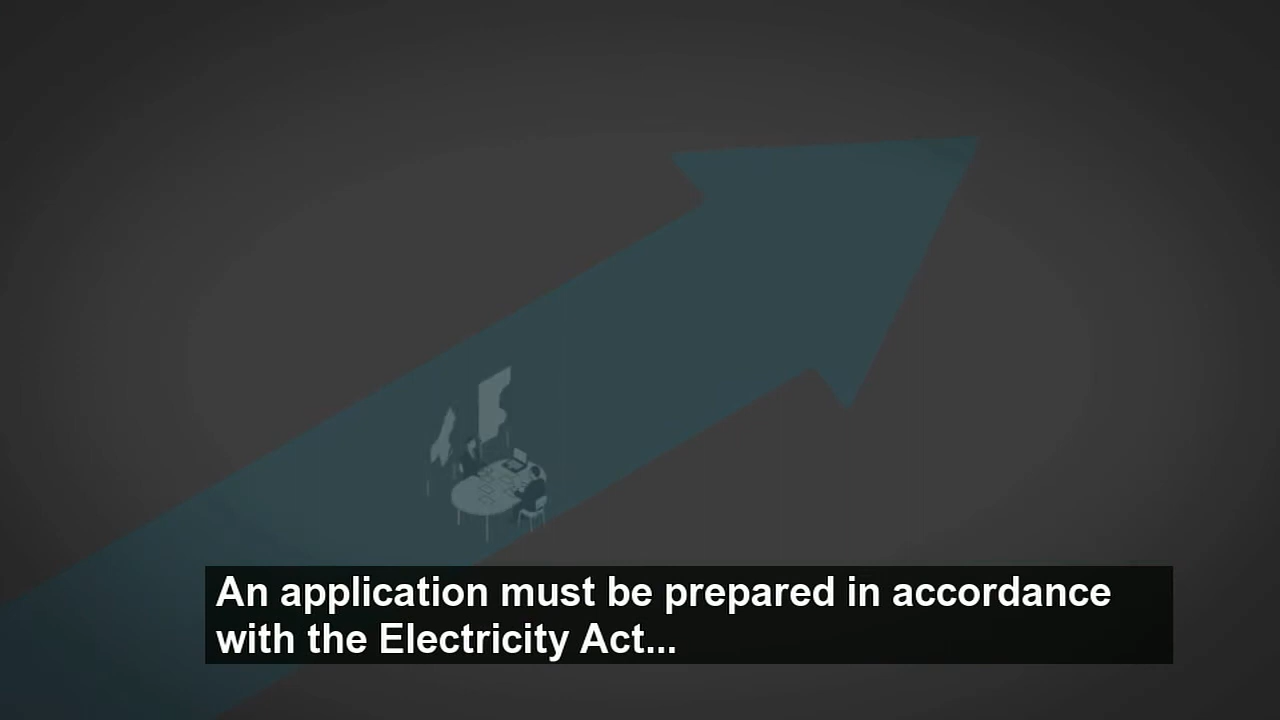 An application must be prepared in accordance
with the Electricity Act...